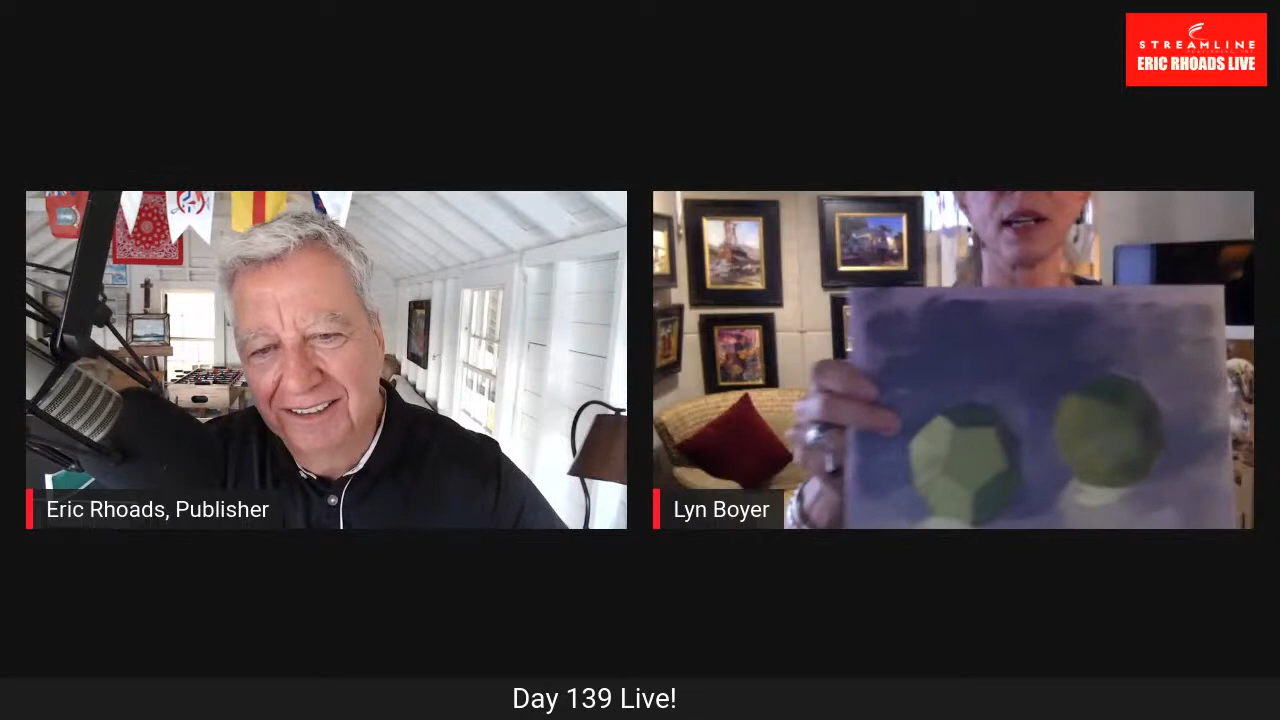 STREAMLINE
ERIC RHOADS LIVE
Eric Rhoads, Publisher
Lyn Boyer
Day 139 Live!